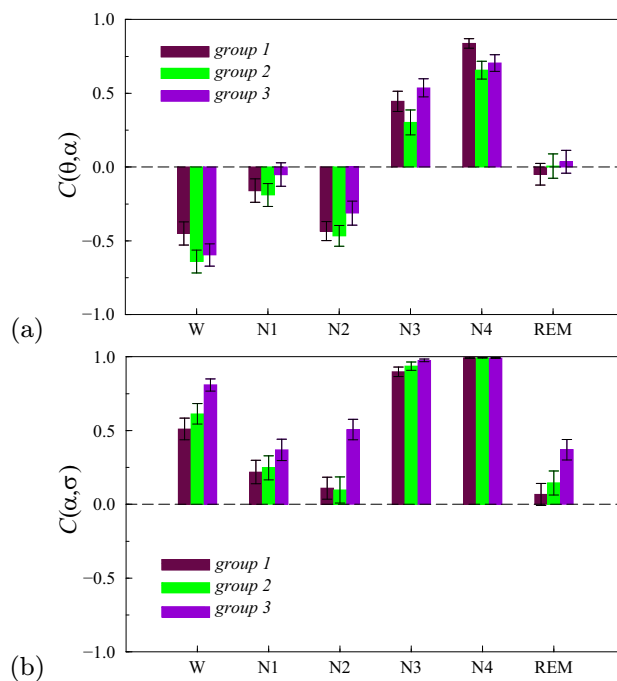 1.0
group 1
group 2
group 3
0.5
C(θ,α)
0.0
−0.5
−1.0
(a)
W N1 N2 N3 N4 REM
1.0
0.5
C(α,σ)
0.0
group 1
group 2
group 3
−0.5
−1.0
(b)
W N1 N2 N3 N4 REM